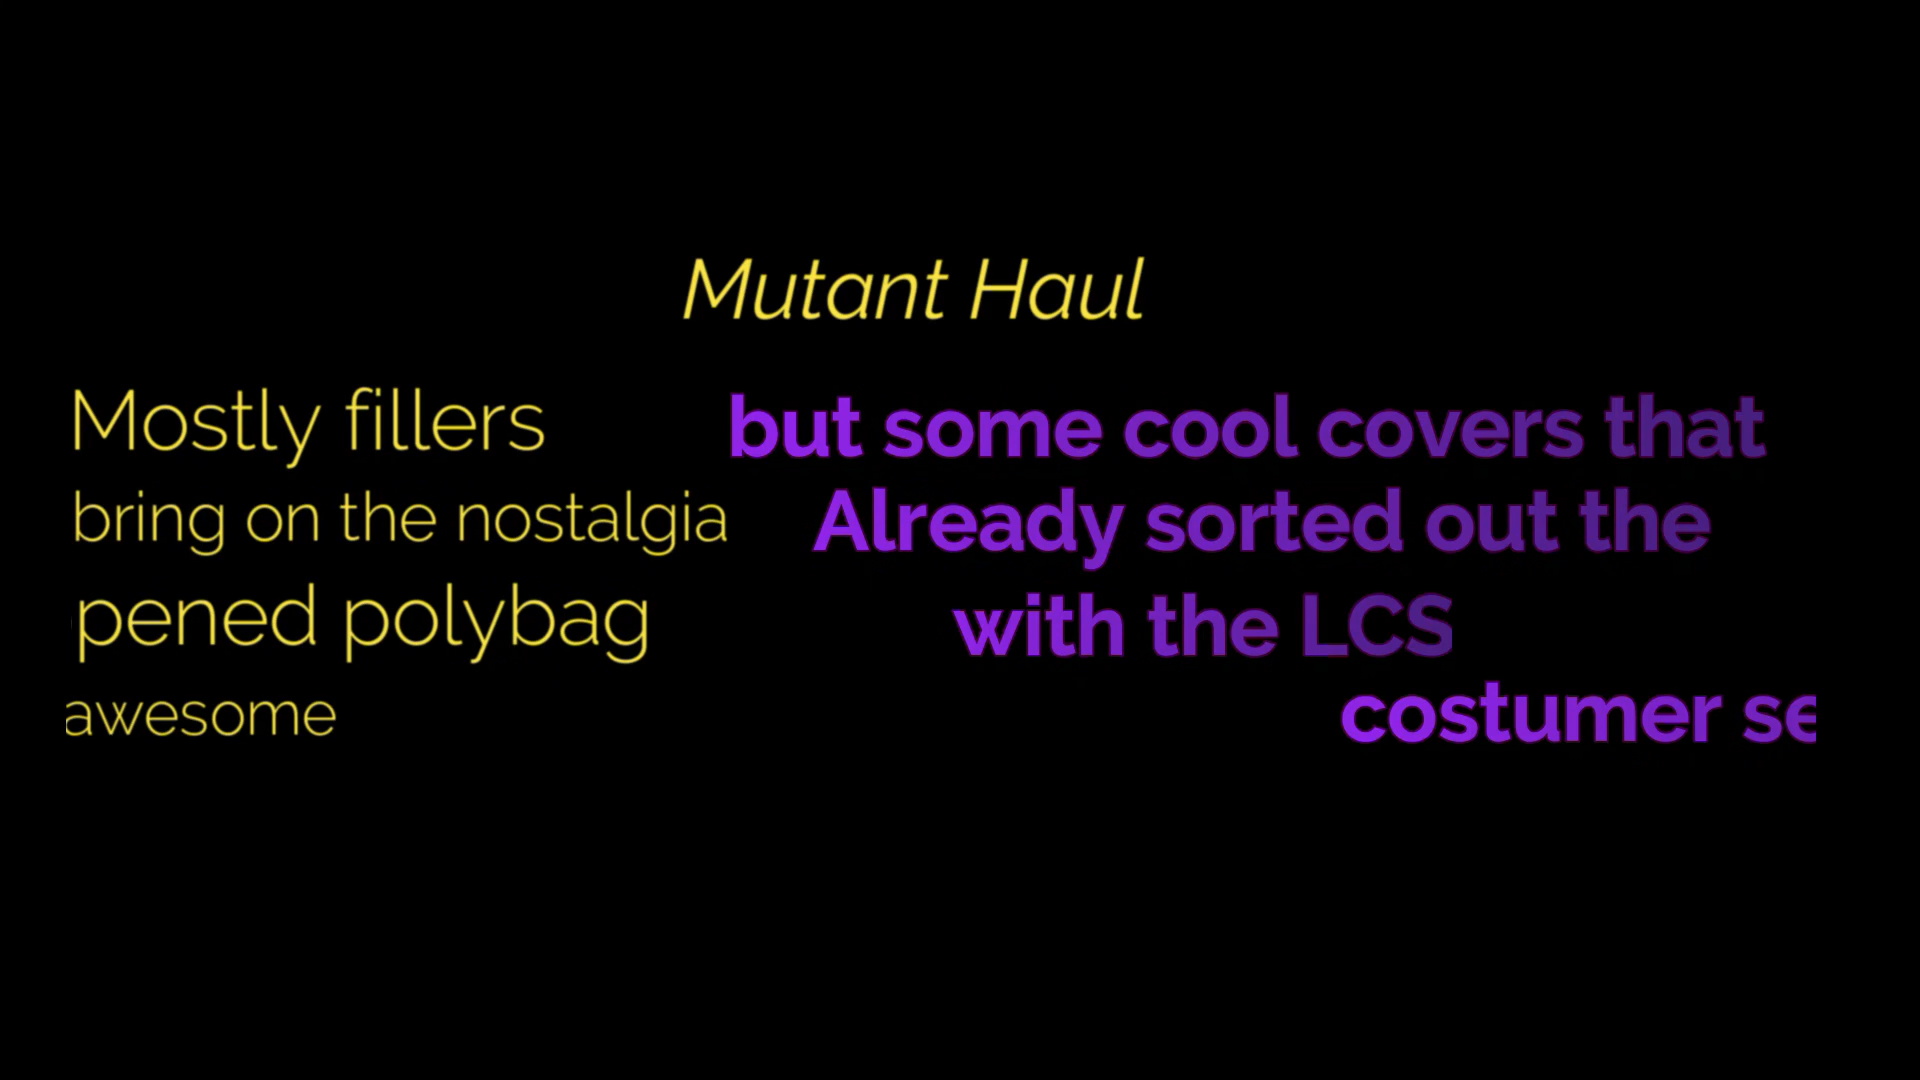 Mutant Haul
Mostly fillers but some cool covers that
bring on the nostalgia Already sorted out the
pened polybag with the LCS
awesome costumer se